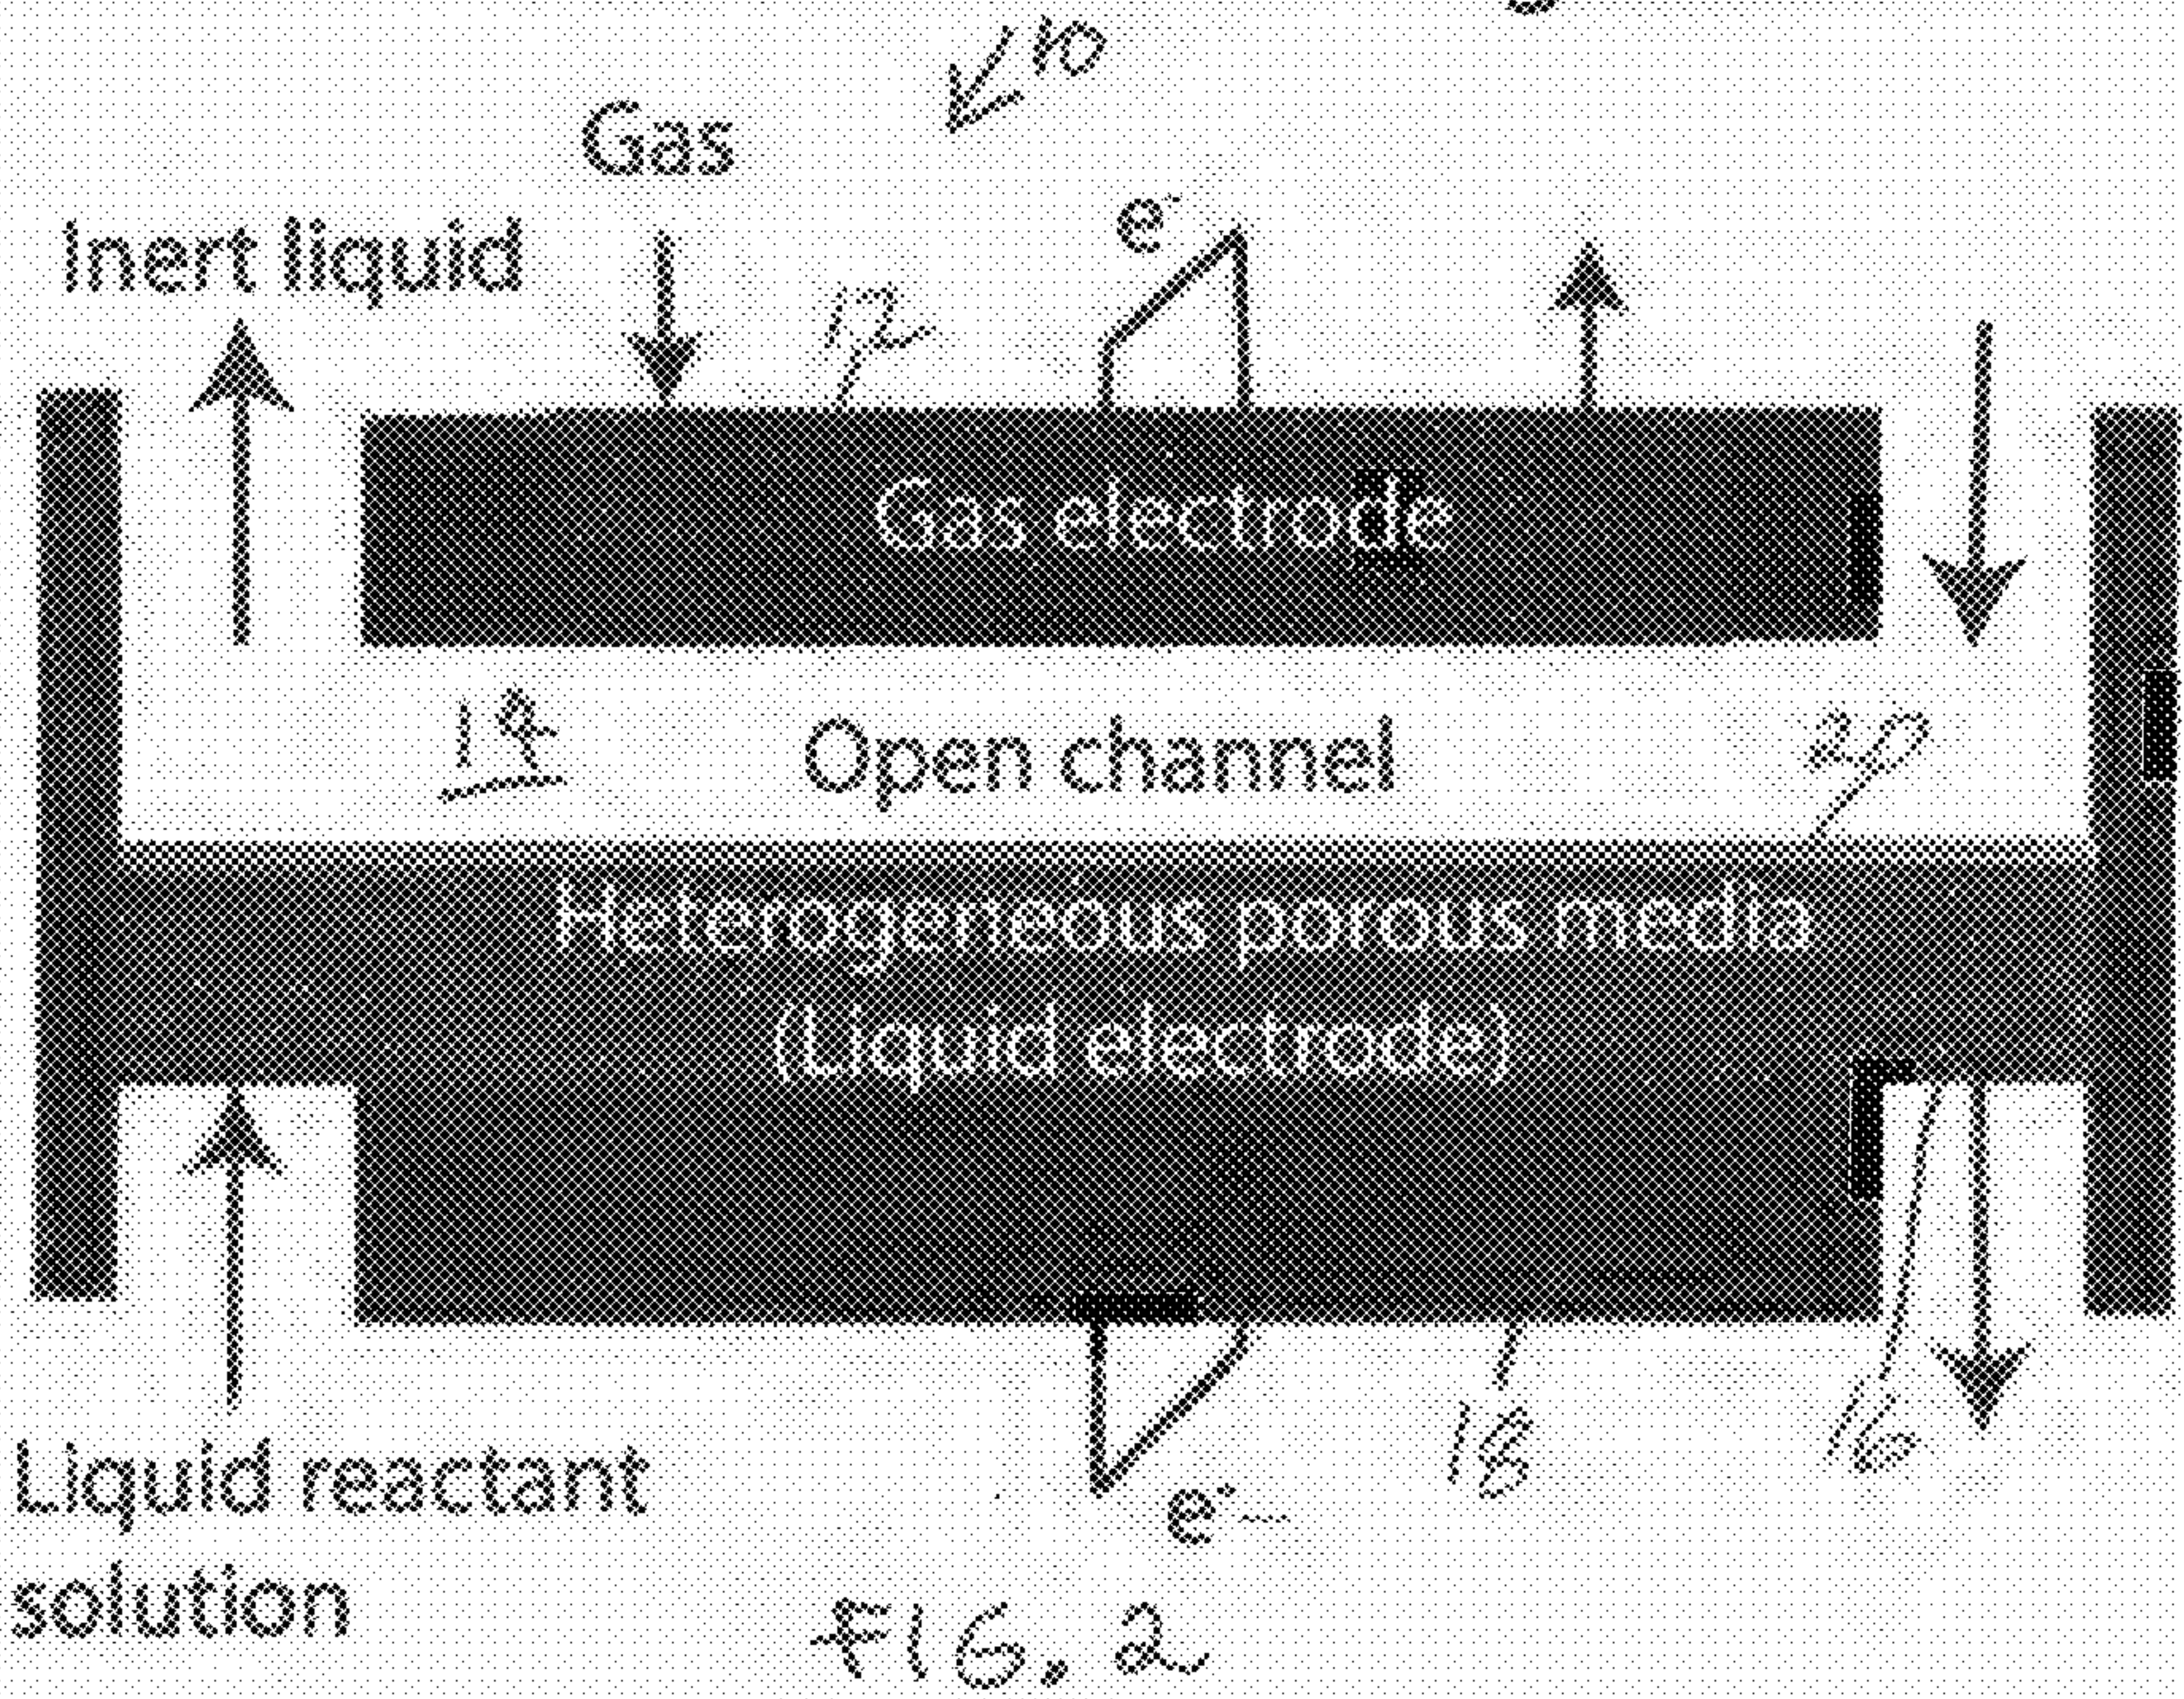 10
Gas
e-
Inert liquid
12
Gas electrode
14
Open channel
20
Heterogeneous porous media
(Liquid electrode)
18
16
Liquid reactant
solution
e-
FIG. 2